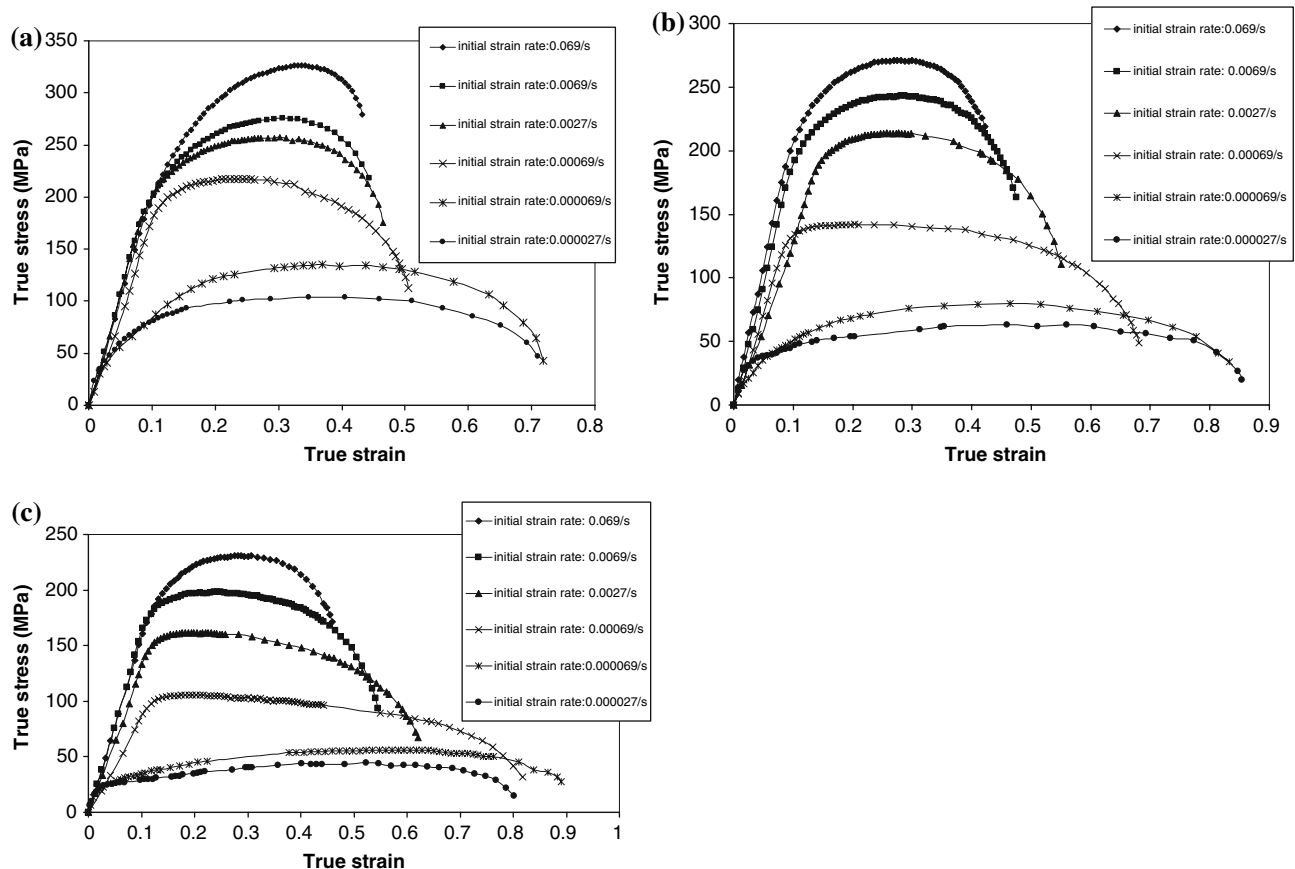 (a)
350
300
250
200
150
100
50
0
True stress (MPa)
0 0.1 0.2 0.3 0.4 0.5 0.6 0.7 0.8
True strain
initial strain rate:0.069/s
initial strain rate:0.0069/s
initial strain rate:0.0027/s
initial strain rate:0.00069/s
initial strain rate:0.000069/s
initial strain rate:0.000027/s
(b)
300
250
200
150
100
50
0
True stress (MPa)
0 0.1 0.2 0.3 0.4 0.5 0.6 0.7 0.8 0.9
True strain
initial strain rate:0.069/s
initial strain rate: 0.0069/s
initial strain rate:0.0027/s
initial strain rate:0.00069/s
initial strain rate:0.000069/s
initial strain rate:0.000027/s
(c)
250
200
150
100
50
0
True stress (MPa)
0 0.1 0.2 0.3 0.4 0.5 0.6 0.7 0.8 0.9 1
True strain
initial strain rate: 0.069/s
initial strain rate: 0.0069/s
initial strain rate: 0.0027/s
initial strain rate:0.00069/s
initial strain rate:0.000069/s
initial strain rate:0.000027/s